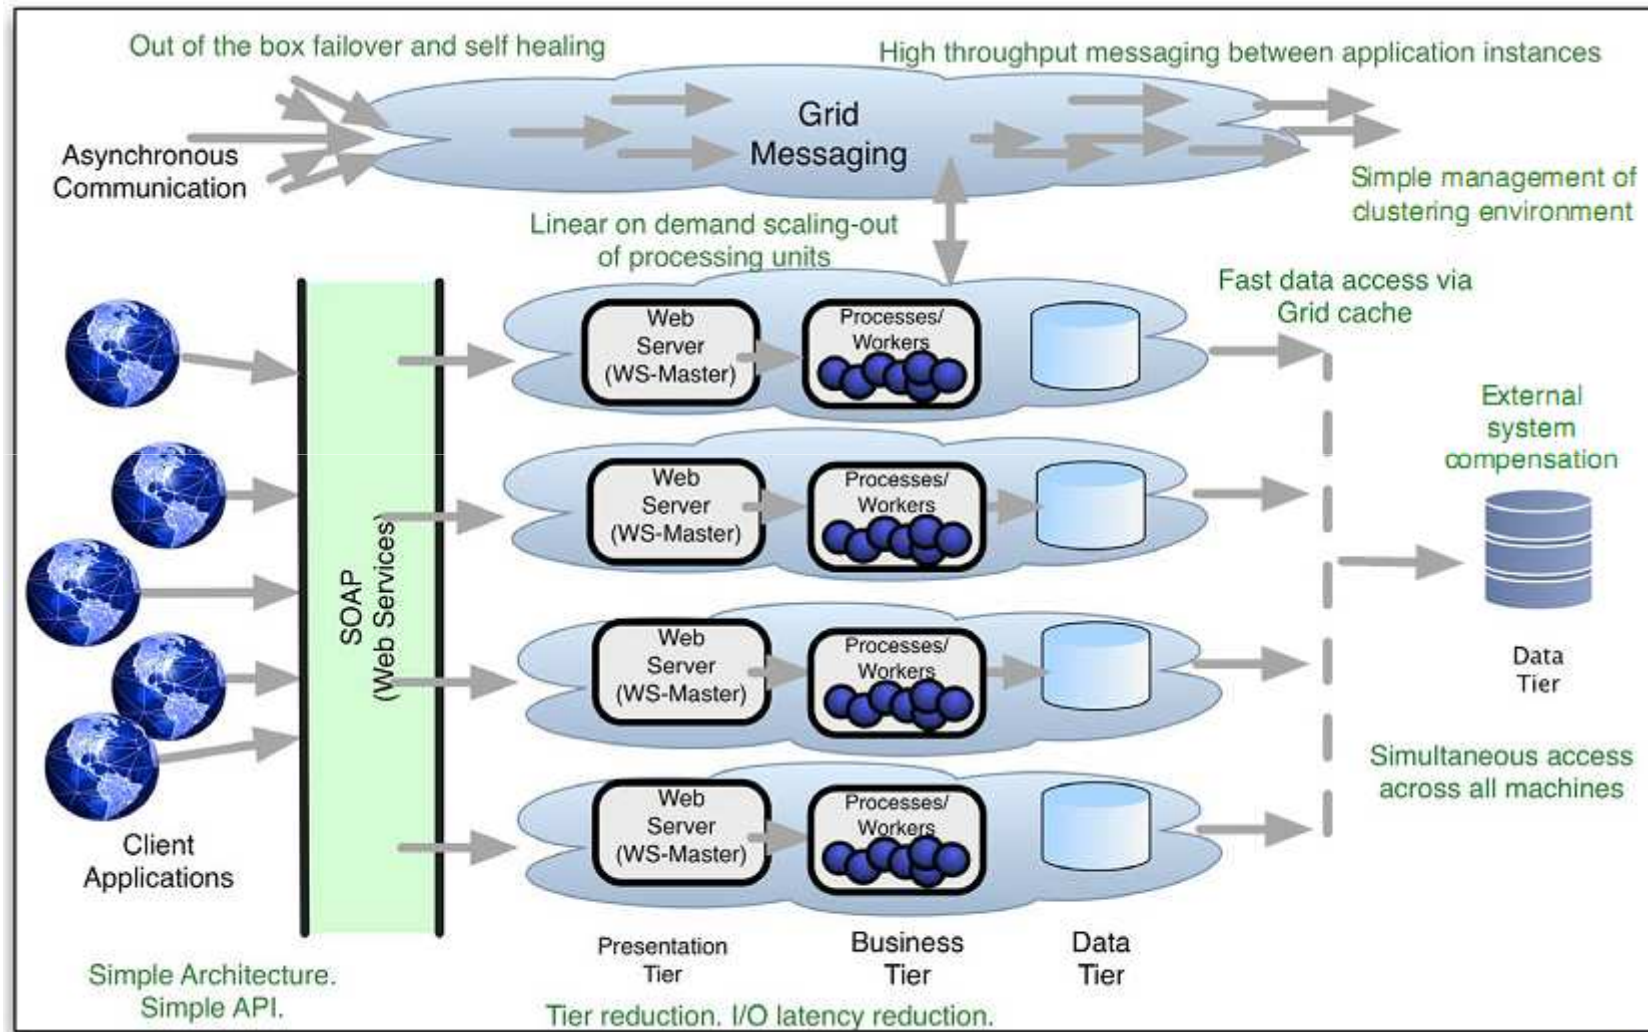 Out of the box failover and self healing
High throughput messaging between application instances
Grid
Messaging
Asynchronous
Communication
Simple management of
clustering environment
Linear on demand scaling-out
of processing units
Fast data access via
Grid cache
Web
Server
(WS-Master)
Processes/
Workers
External
system
compensation
Web
Server
(WS-Master)
Processes/
Workers
SOAP
(Web Services)
Web
Server
(WS-Master)
Processes/
Workers
Data
Tier
Simultaneous access
across all machines
Web
Server
(WS-Master)
Processes/
Workers
Client
Applications
Presentation
Tier
Business
Tier
Data
Tier
Simple Architecture.
Simple API.
Tier reduction. I/O latency reduction.